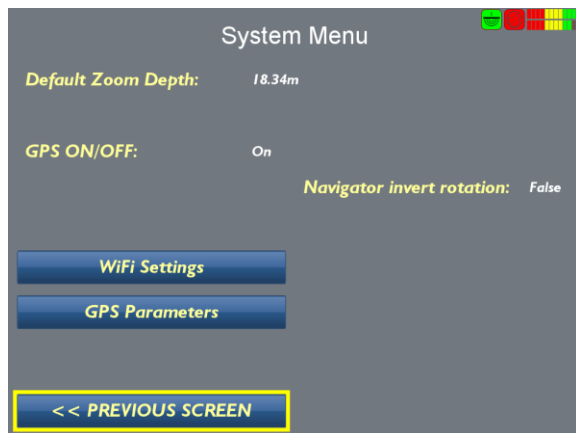 System Menu
Default Zoom Depth: 18.34m
GPS ON/OFF: On
Navigator invert rotation: False
WiFi Settings
GPS Parameters
<< PREVIOUS SCREEN